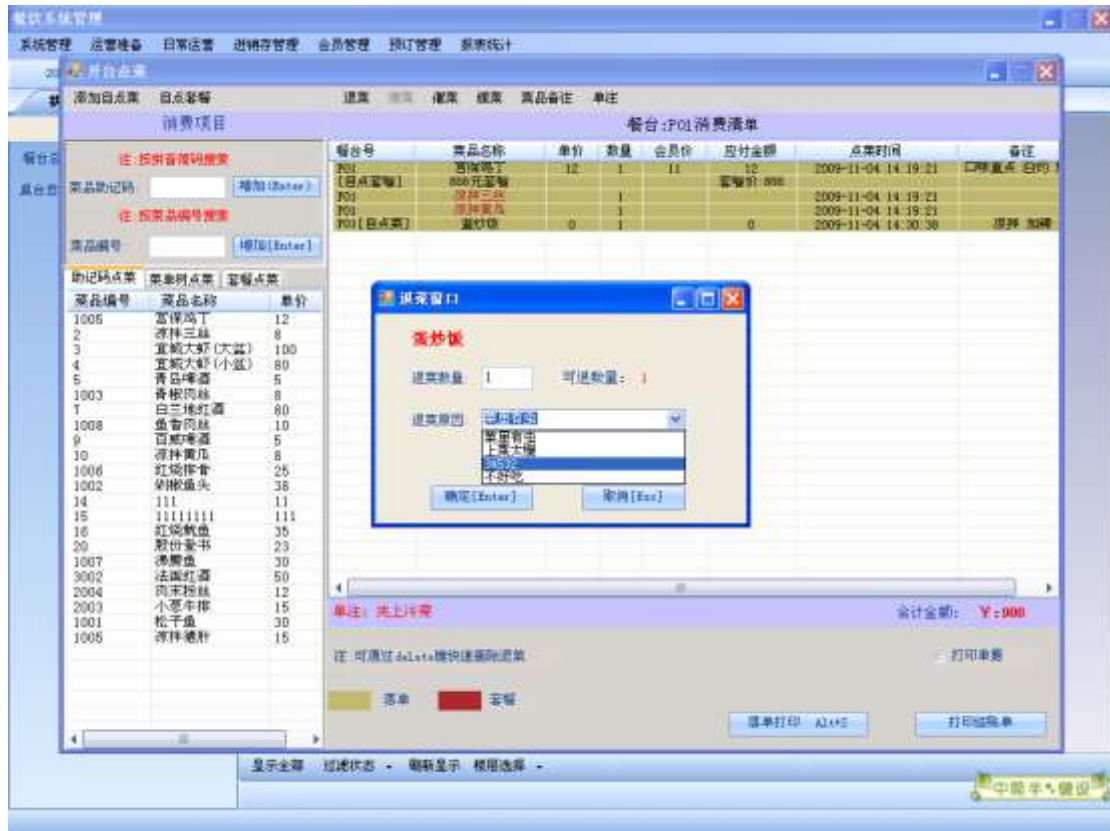 餐饮系统管理
系统管理 运营准备 日常运营 进销存管理 会员管理 预订管理 报表统计
开台点菜
添加自点菜 自点套餐 退菜 催菜 缓菜 菜品备注 单注
消费项目 餐台:P01消费清单
注:按拼音简码搜索
菜品助记码 增加(Enter)
注 按菜品编号搜索
菜品编号 增加[Enter]
助记码点菜 菜单树点菜 套餐点菜
菜品编号 菜品名称 单价
1005 宫保鸡丁 12
2 凉拌三丝 8
3 (大盆) 100
4 (小盆) 80
5 青岛啤酒 5
1003 青椒肉丝 8
白兰地红酒 80
1008 鱼香肉丝 10
9 百威啤酒 5
10 凉拌黄瓜 8
1006 红烧排骨 25
1002 剁椒鱼头 38
14 111 11
15 11111111 111
16 红烧鱿鱼 35
20 23
1007 沸腾鱼 30
3002 法国红酒 50
2004 肉末粉丝 12
2003 小葱牛排 15
1001 松子鱼 30
1005 凉拌猪肝 15
餐台号 菜品名称 单价 数量 会员价 应付金额 点菜时间 备注
P01 宫保鸡丁 12 1 11 12 2009-11-04 14 19:21
[自点套餐] 888元套餐 套餐价:888
P01 凉拌三丝 1 2009-11-04 14 19:21
P01 凉拌黄瓜 1 2009-11-04 14 19:21
P01[自点菜] 蛋炒饭 0 1 0 2009-11-04 14 30 38 凉拌 加辣
退菜窗口
蛋炒饭
退菜数量 1 可退数量: 1
退菜原因
菜里有虫
上菜太慢
不好吃
确定[Enter] 取消[Esc]
单注: 先上冷菜 合计金额: ¥:900
注 可通过delete键快速删除退菜 打印单据
落单 套餐
落单打印 Alt+S 打印结账单
显示全部 过滤状态 刷新显示 楼层选择